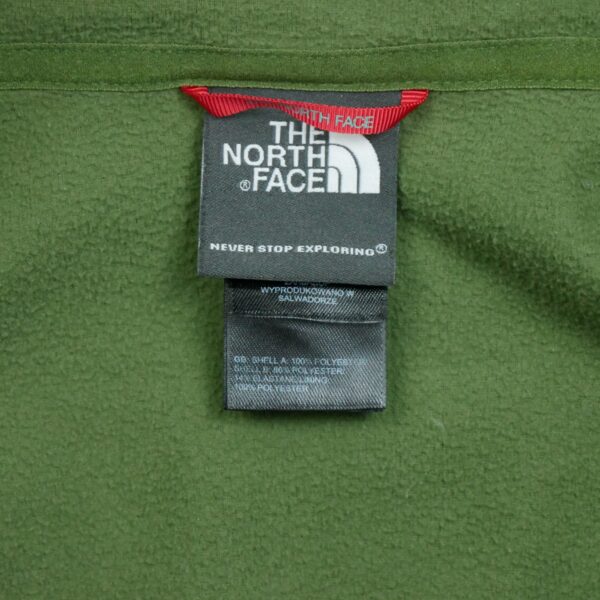 NORTH FACE
THE
NORTH
® FACE
NEVER STOP EXPLORING®
WYPRODUKOWANO W
SALWADORZE
GB: SHELL A: 100% POLYESTER
SHELL B: 86% POLYESTER
14% ELASTANE LINING
100% POLYESTER